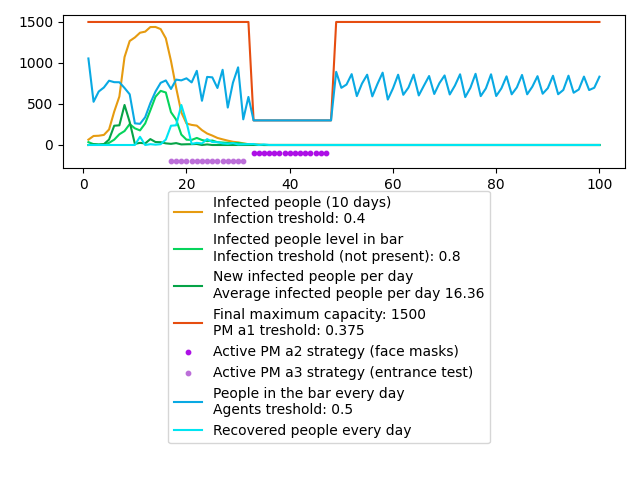 1500
1000
500
0
0 20 40 60 80 100
Infected people (10 days)
Infection treshold: 0.4
Infected people level in bar
Infection treshold (not present): 0.8
New infected people per day
Average infected people per day 16.36
Final maximum capacity: 1500
PM a1 treshold: 0.375
Active PM a2 strategy (face masks)
Active PM a3 strategy (entrance test)
People in the bar every day
Agents treshold: 0.5
Recovered people every day